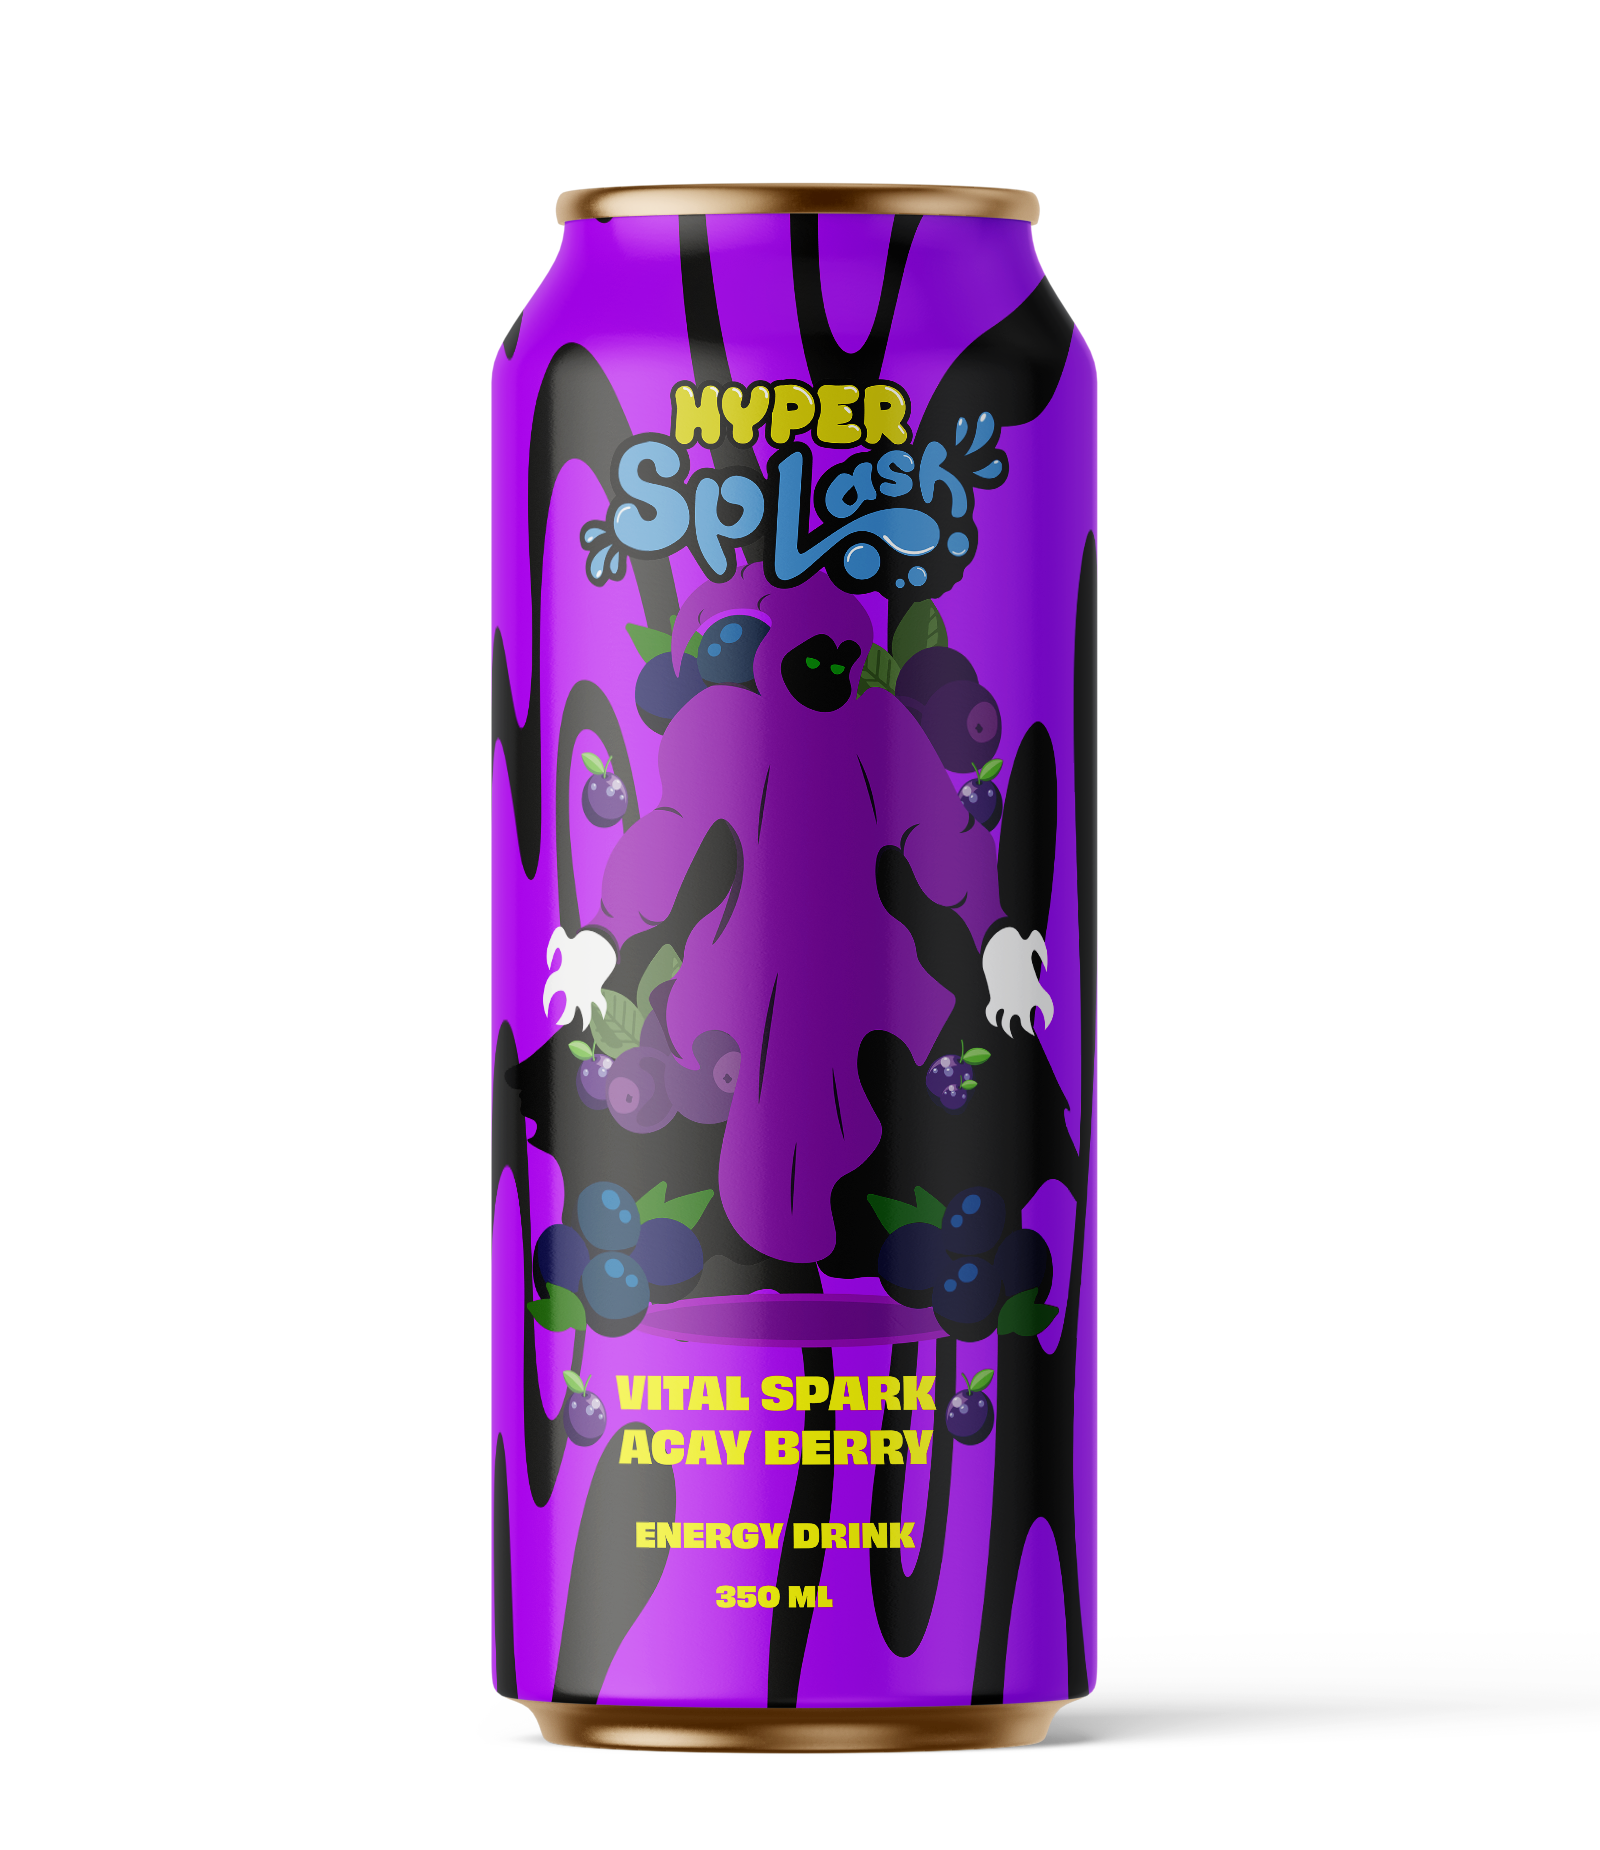 HYPER
Splash
VITAL SPARK
ACAY BERRY
ENERGY DRINK
350 ML